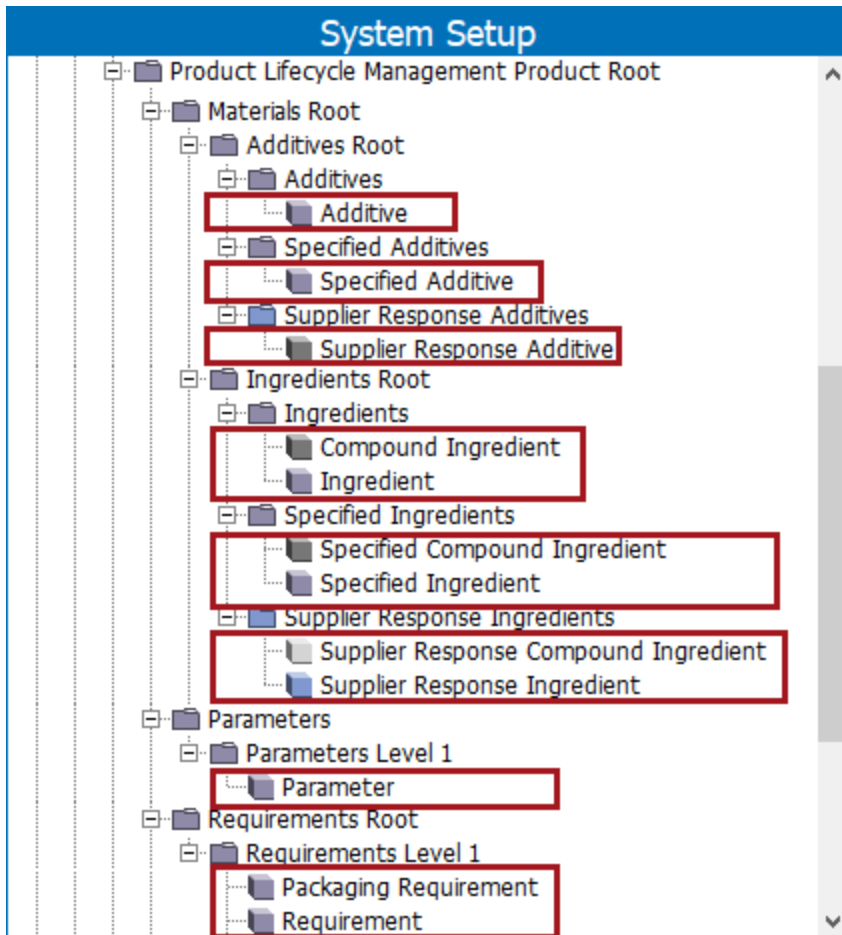 System Setup
Product Lifecycle Management Product Root
Materials Root
Additives Root
Additives
Additive
Specified Additives
Specified Additive
Supplier Response Additives
Supplier Response Additive
Ingredients Root
Ingredients
Compound Ingredient
Ingredient
Specified Ingredients
Specified Compound Ingredient
Specified Ingredient
Supplier Response Ingredients
Supplier Response Compound Ingredient
Supplier Response Ingredient
Parameters
Parameters Level 1
Parameter
Requirements Root
Requirements Level 1
Packaging Requirement
Requirement